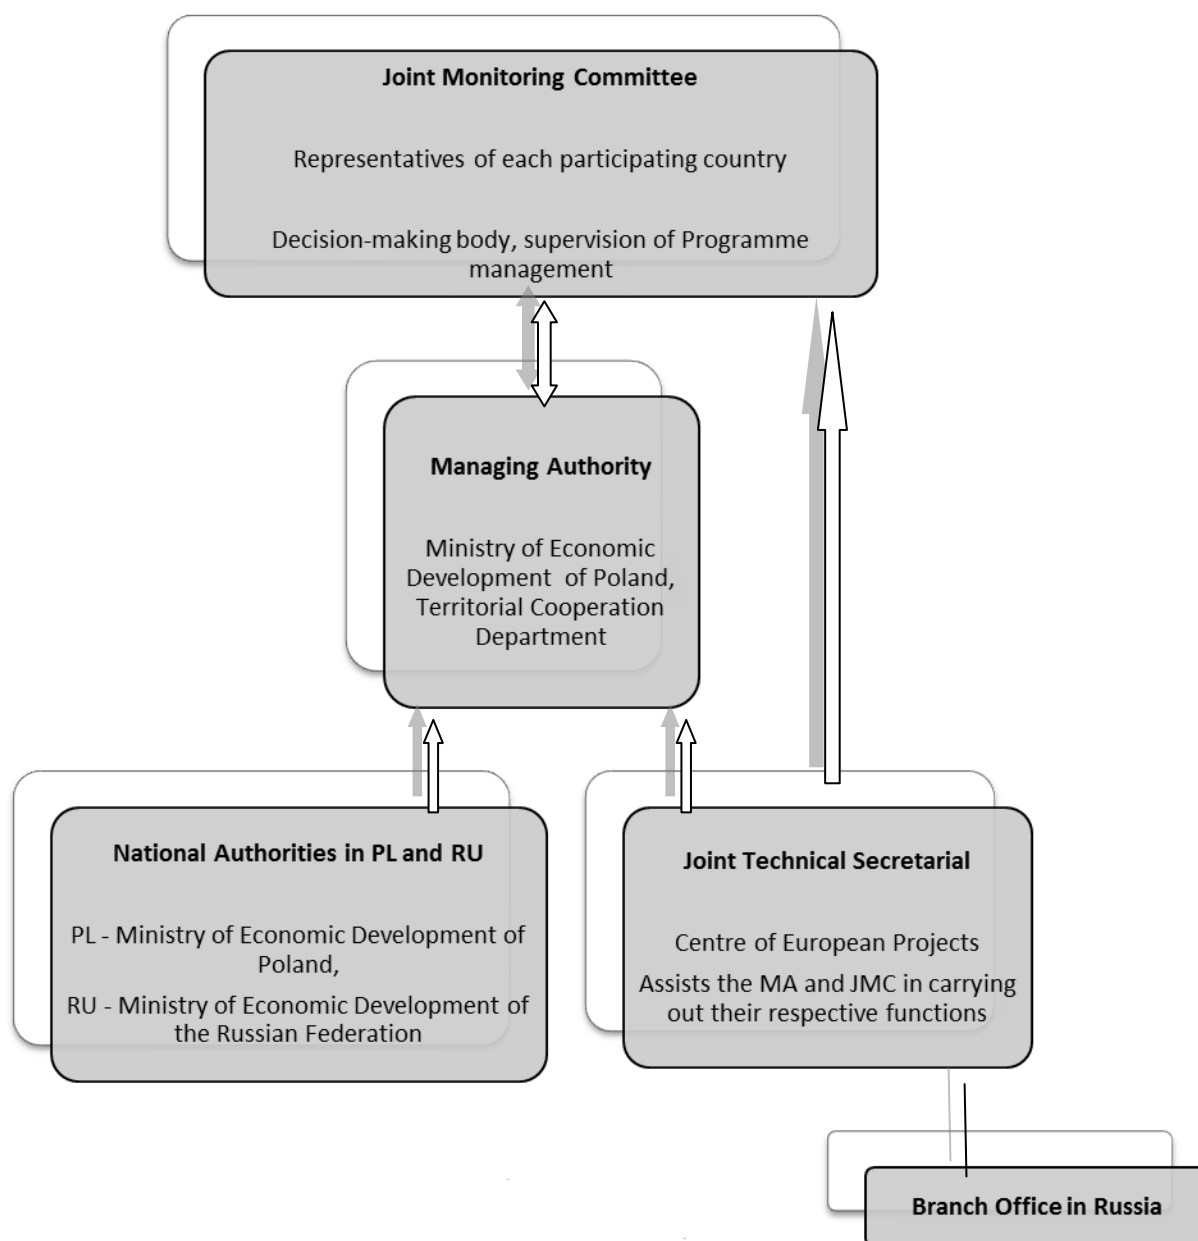 Joint Monitoring Committee
Representatives of each participating country
Decision-making body, supervision of Programme
management
Managing Authority
Ministry of Economic
Development of Poland,
Territorial Cooperation
Department
National Authorities in PL and RU
PL - Ministry of Economic Development of
Poland,
RU - Ministry of Economic Development of
the Russian Federation
Joint Technical Secretarial
Centre of European Projects
Assists the MA and JMC in carrying
out their respective functions
Branch Office in Russia